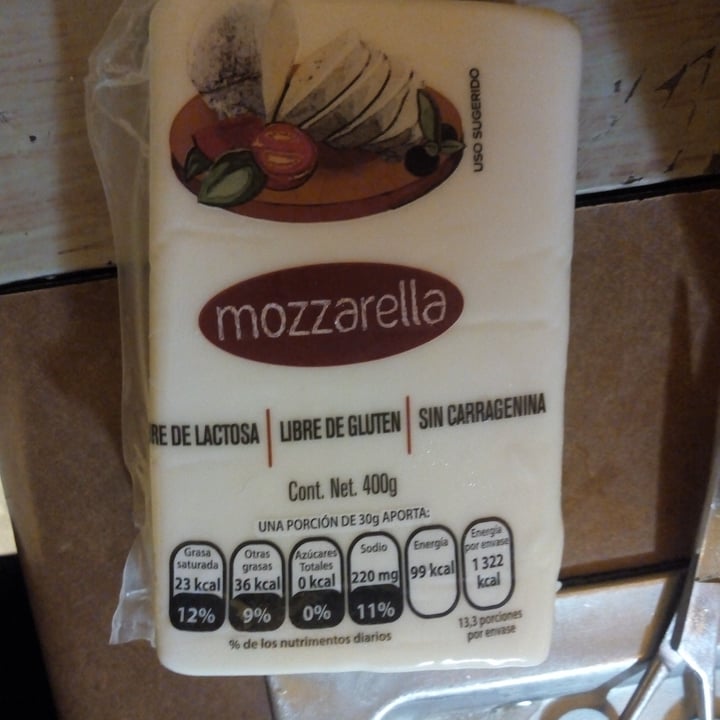 USO SUGERIDO
mozzarella
RE DE LACTOSA | LIBRE DE GLUTEN | SIN CARRAGENINA
Cont. Net. 400g
UNA PORCIÓN DE 30g APORTA:
Grasa saturada 23 kcal 12%
Otras grasas 36 kcal 9%
Azúcares Totales 0 kcal 0%
Sodio 220 mg 11%
Energía 99 kcal
Energía por envase 1 322 kcal
% de los nutrimentos diarios
13,3 porciones por envase